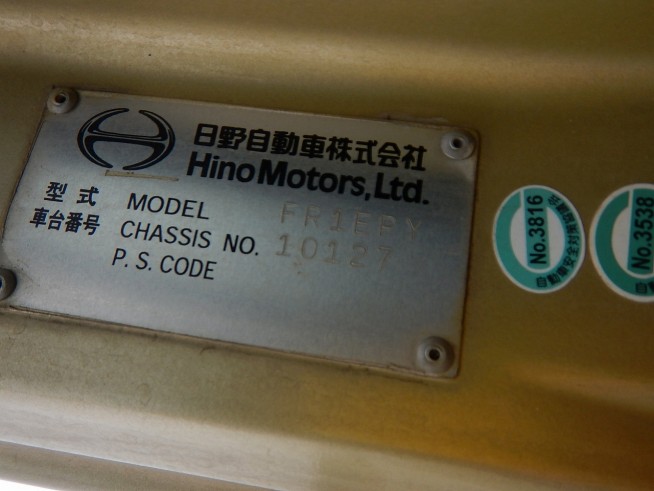 日野自動車株式会社
Hino Motors, Ltd.
型式 MODEL FR1EPY
車台番号 CHASSIS NO. 10127
P. S. CODE
No.3816
No.3538